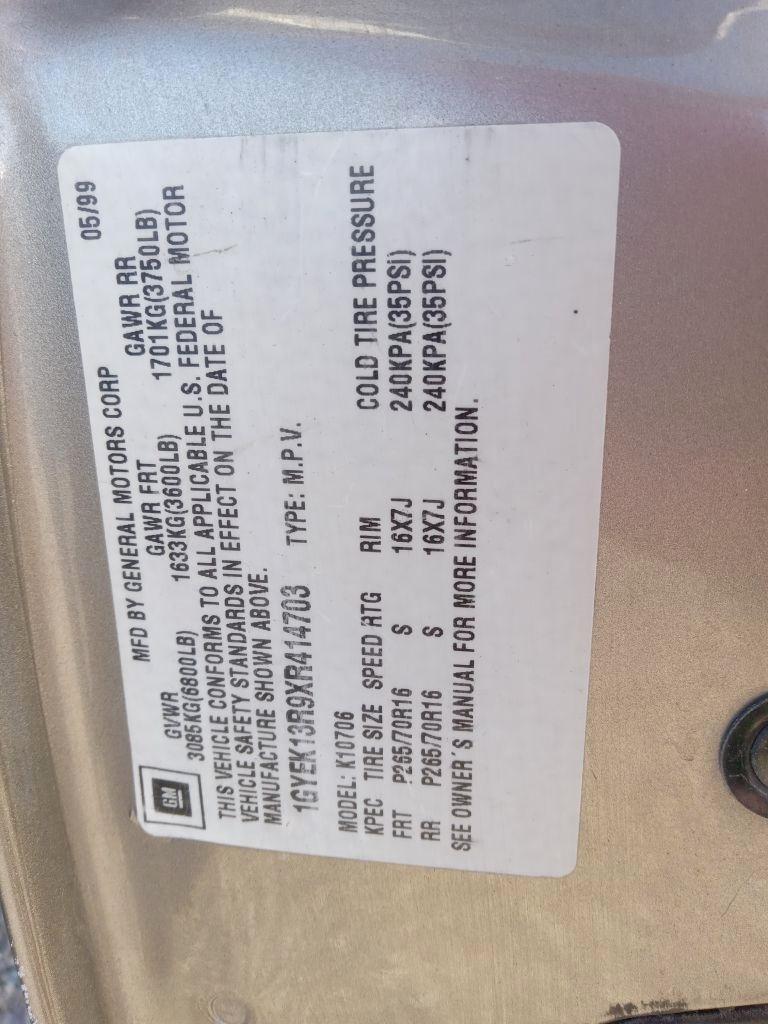 MFD BY GENERAL MOTORS CORP 05/99
GVWR GAWR FRT GAWR RR
3085KG(6800LB) 1633KG(3600LB) 1701KG(3750LB)
THIS VEHICLE CONFORMS TO ALL APPLICABLE U.S. FEDERAL MOTOR
VEHICLE SAFETY STANDARDS IN EFFECT ON THE DATE OF
MANUFACTURE SHOWN ABOVE.
1GYEK13R9XR414703 TYPE: M.P.V.
MODEL: K10706
KPEC TIRE SIZE SPEED RTG RIM COLD TIRE PRESSURE
FRT P265/70R16 S 16X7J 240KPA(35PSI)
RR P265/70R16 S 16X7J 240KPA(35PSI)
SEE OWNER'S MANUAL FOR MORE INFORMATION.
GM